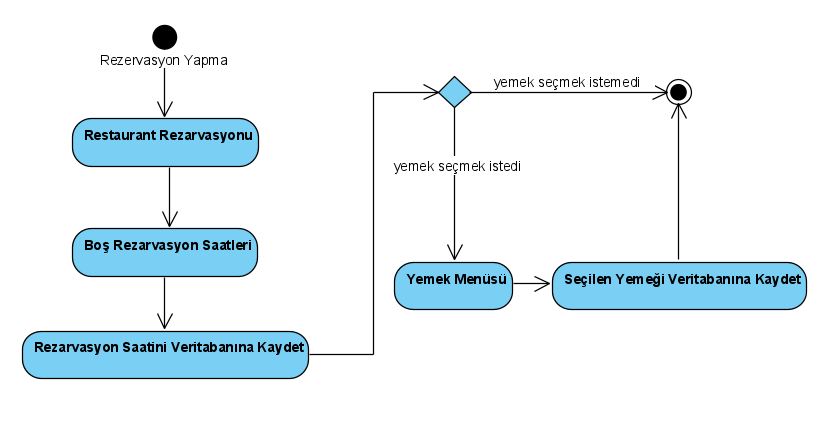 Rezervasyon Yapma
Restaurant Rezarvasyonu
Boş Rezarvasyon Saatleri
Rezarvasyon Saatini Veritabanına Kaydet
yemek seçmek istemedi
yemek seçmek istedi
Yemek Menüsü
Seçilen Yemeği Veritabanına Kaydet